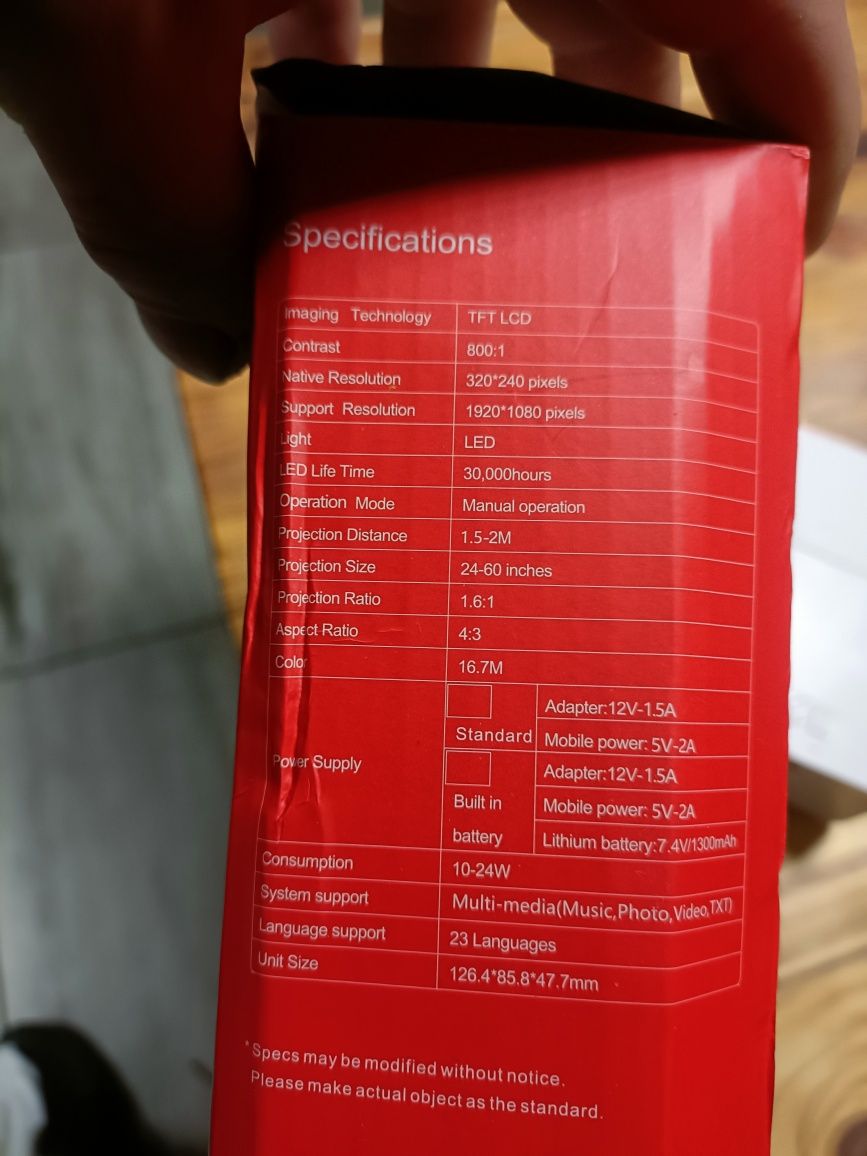 Specifications
Imaging Technology TFT LCD
Contrast 800:1
Native Resolution 320*240 pixels
Support Resolution 1920*1080 pixels
Light LED
LED Life Time 30,000hours
Operation Mode Manual operation
Projection Distance 1.5-2M
Projection Size 24-60 inches
Projection Ratio 1.6:1
Aspect Ratio 4:3
Color 16.7M
Adapter:12V-1.5A
Standard Mobile power: 5V-2A
Power Supply Adapter:12V-1.5A
Built in Mobile power: 5V-2A
battery Lithium battery:7.4V/1300mAh
Consumption 10-24W
System support Multi-media(Music,Photo,Video,TXT)
Language support 23 Languages
Unit Size 126.4*85.8*47.7mm
*Specs may be modified without notice.
Please make actual object as the standard.